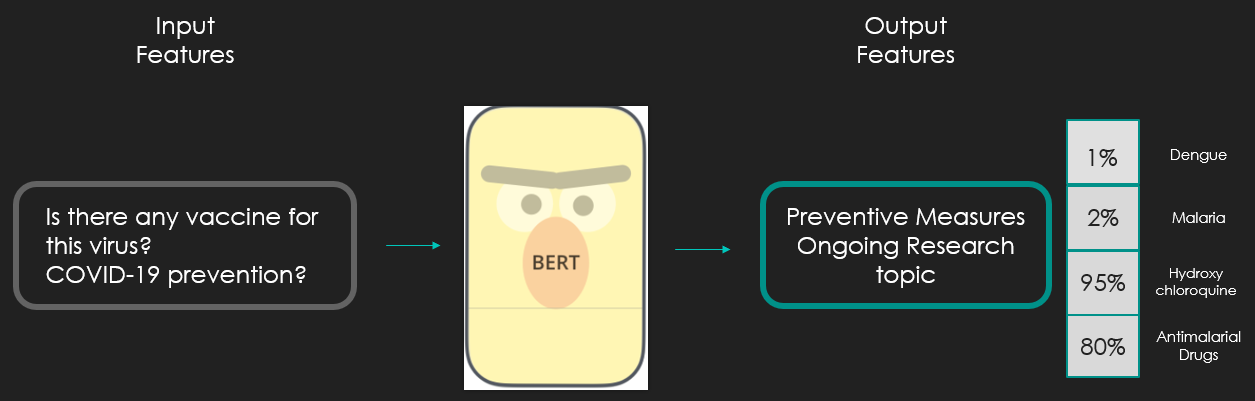 Input
Features
Output
Features
Is there any vaccine for
this virus?
COVID-19 prevention?
BERT
Preventive Measures
Ongoing Research
topic
1%
Dengue
2%
Malaria
95%
Hydroxy
chloroquine
80%
Antimalarial
Drugs